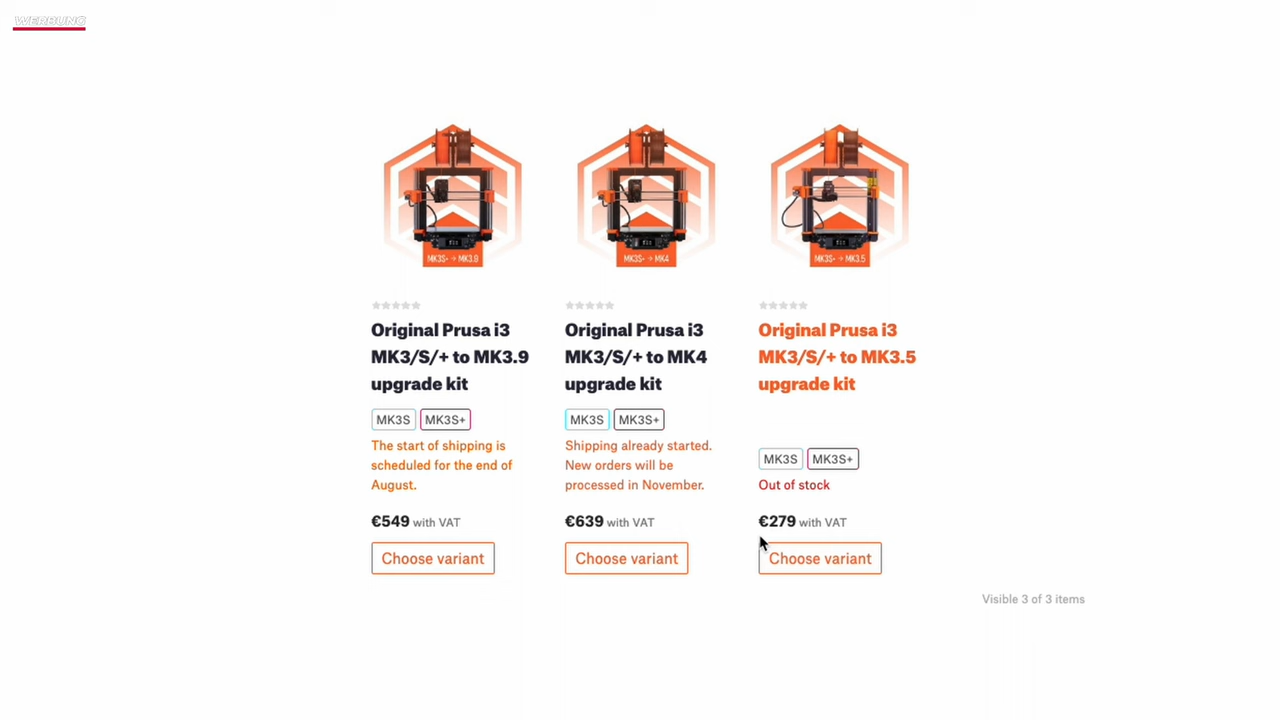 WERBUNG
MK3S+ → MK3.9
MK3S+ → MK4
MK3S+ → MK3.5
Original Prusa i3
MK3/S/+ to MK3.9
upgrade kit
MK3S MK3S+
The start of shipping is
scheduled for the end of
August.
€549 with VAT
Choose variant
Original Prusa i3
MK3/S/+ to MK4
upgrade kit
MK3S MK3S+
Shipping already started.
New orders will be
processed in November.
€639 with VAT
Choose variant
Original Prusa i3
MK3/S/+ to MK3.5
upgrade kit
MK3S MK3S+
Out of stock
€279 with VAT
Choose variant
Visible 3 of 3 items